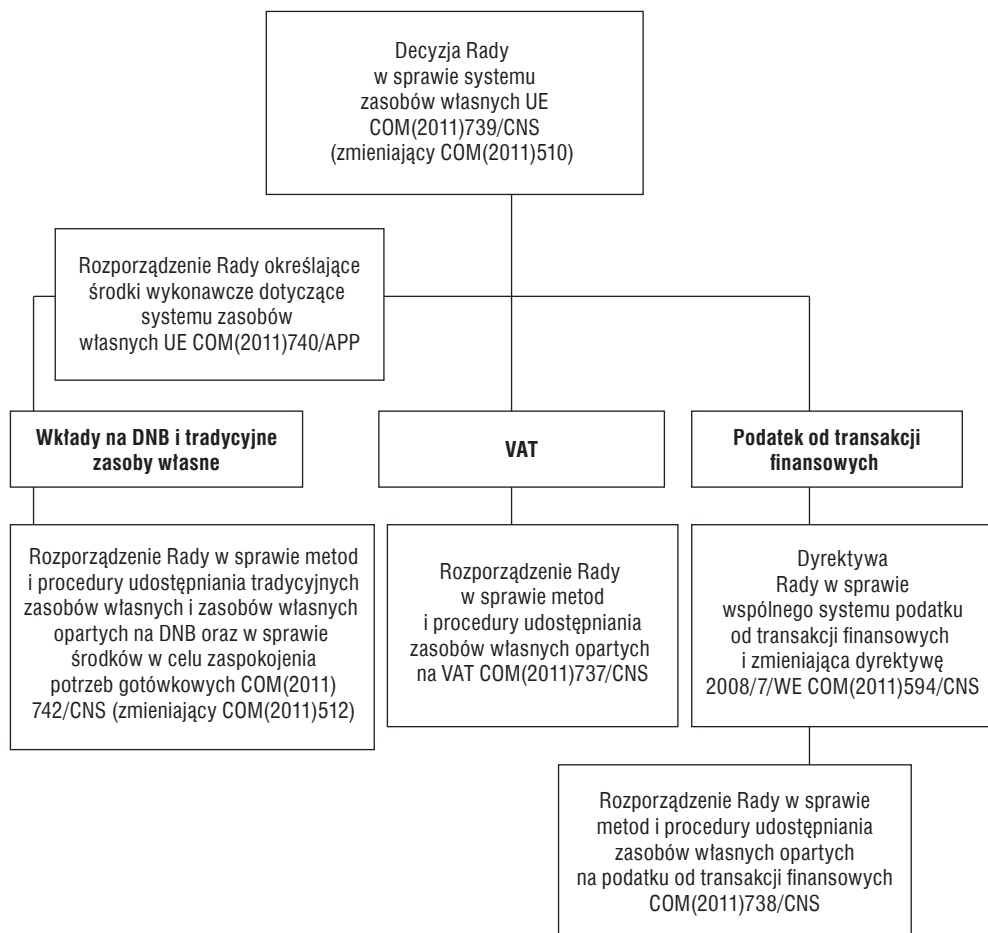 Decyzja Rady
w sprawie systemu
zasobów własnych UE
COM(2011)739/CNS
(zmieniający COM(2011)510)
Rozporządzenie Rady określające
środki wykonawcze dotyczące
systemu zasobów
własnych UE COM(2011)740/APP
Wkłady na DNB i tradycyjne
zasoby własne
VAT
Podatek od transakcji
finansowych
Rozporządzenie Rady w sprawie metod
i procedury udostępniania tradycyjnych
zasobów własnych i zasobów własnych
opartych na DNB oraz w sprawie
środków w celu zaspokojenia
potrzeb gotówkowych COM(2011)
742/CNS (zmieniający COM(2011)512)
Rozporządzenie Rady
w sprawie metod
i procedury udostępniania
zasobów własnych opartych
na VAT COM(2011)737/CNS
Dyrektywa
Rady w sprawie
wspólnego systemu podatku
od transakcji finansowych
i zmieniająca dyrektywę
2008/7/WE COM(2011)594/CNS
Rozporządzenie Rady w sprawie
metod i procedury udostępniania
zasobów własnych opartych
na podatku od transakcji finansowych
COM(2011)738/CNS